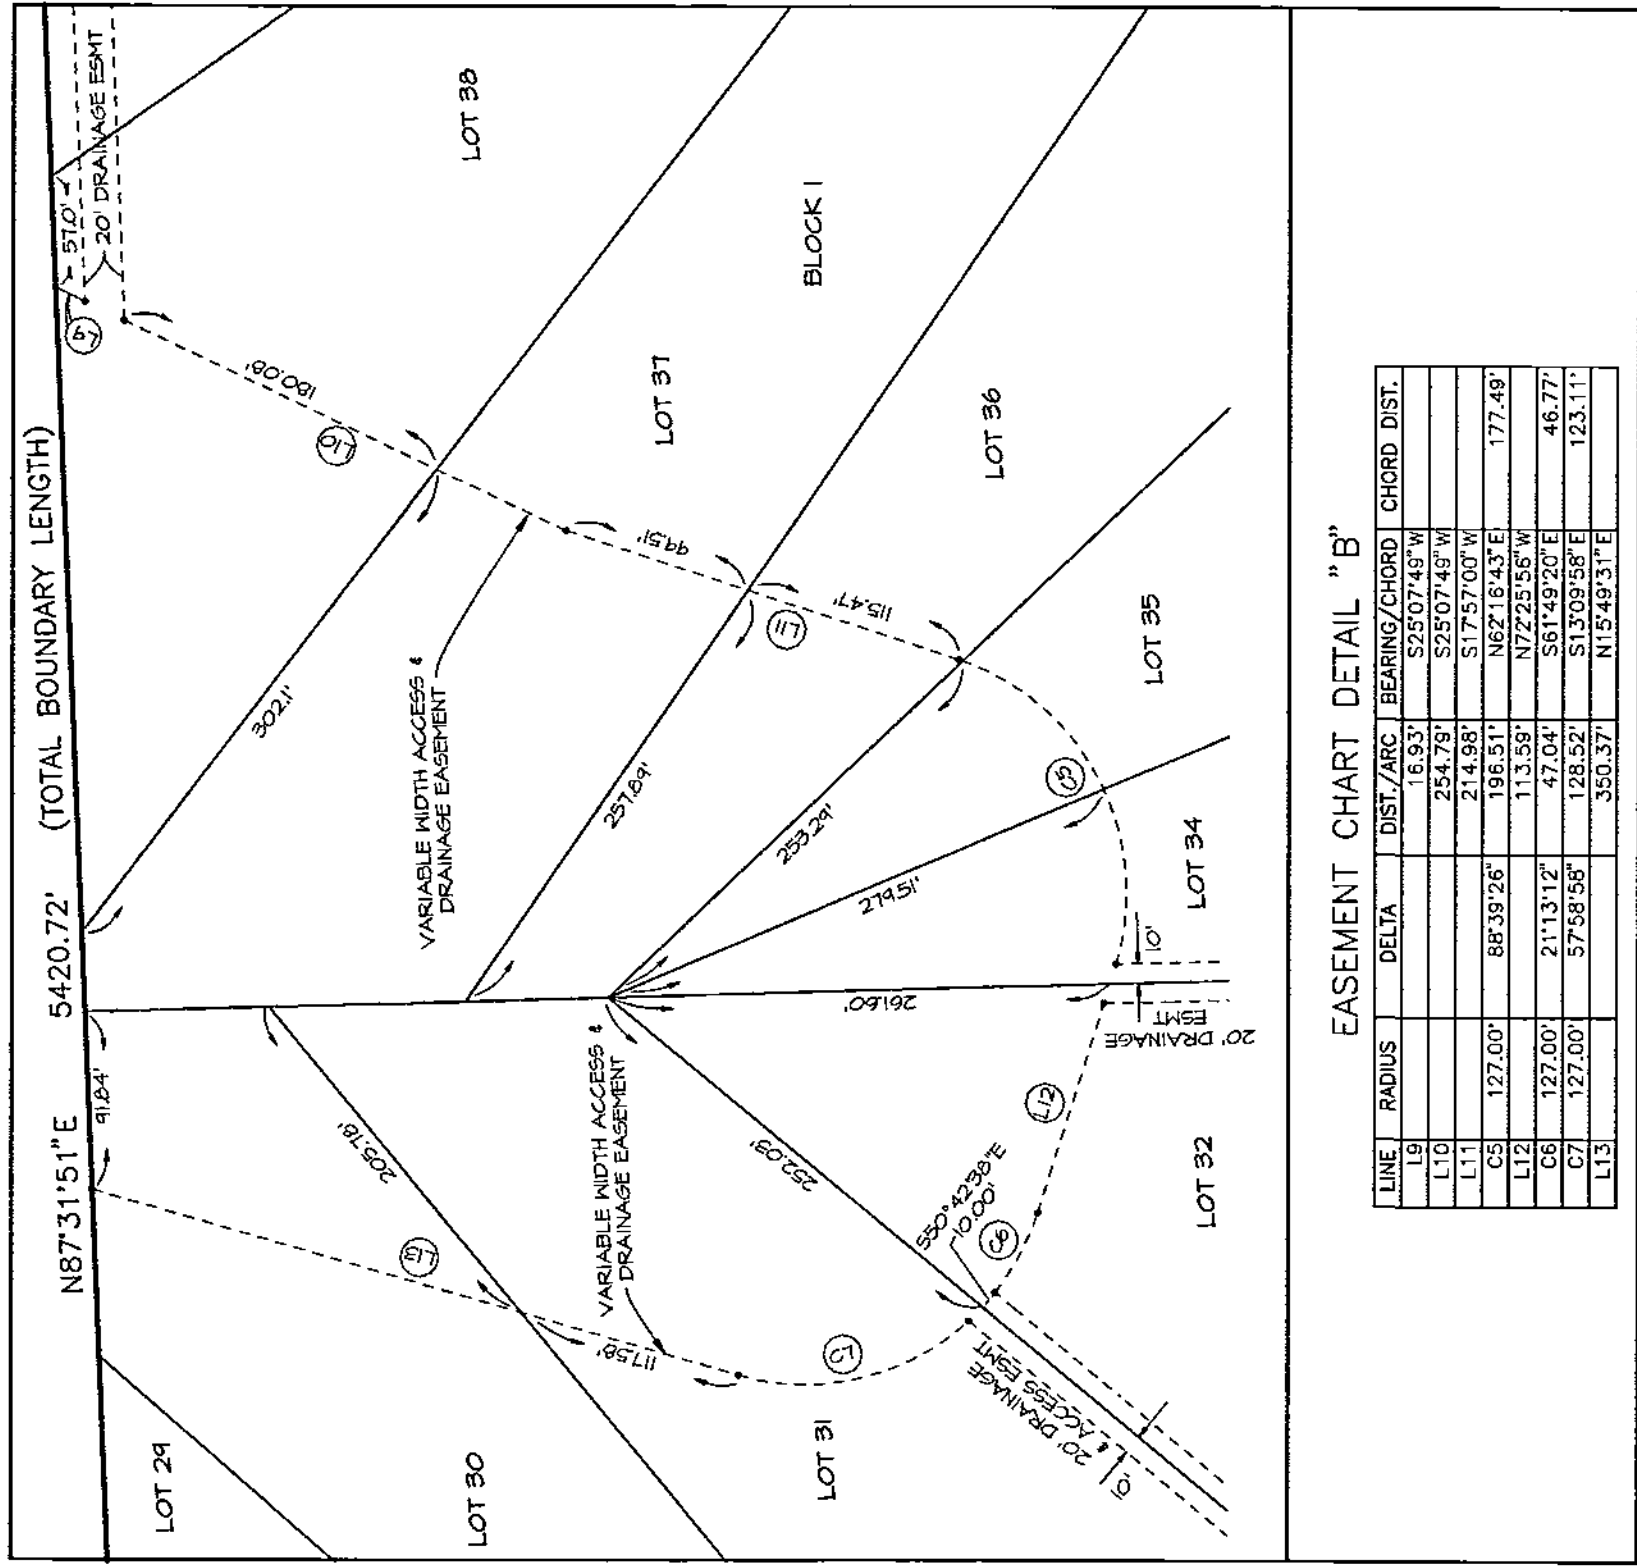 N87°31'51"E 5420.72' (TOTAL BOUNDARY LENGTH)
91.84'
57.0'
20' DRAINAGE ESMT
L9
LOT 29
LOT 30
LOT 31
LOT 32
LOT 34
LOT 35
LOT 36
LOT 37
LOT 38
BLOCK 1
180.08'
L10
99.51'
L11
115.47'
C5
302.1'
257.89'
253.29'
279.51'
261.60'
252.03'
205.78'
117.58'
L13
C7
C6
L12
S50°42'38"E
10.00'
VARIABLE WIDTH ACCESS &
DRAINAGE EASEMENT
VARIABLE WIDTH ACCESS &
DRAINAGE EASEMENT
10'
20' DRAINAGE
ESMT
20' DRAINAGE
& ACCESS ESMT
10'
EASEMENT CHART DETAIL "B"
LINE RADIUS DELTA DIST./ARC BEARING/CHORD CHORD DIST.
L9 16.93' S25°07'49"W
L10 254.79' S25°07'49"W
L11 214.98' S17°57'00"W
C5 127.00' 88°39'26" 196.51' N62°16'43"E 177.49'
L12 113.59' N72°25'56"W
C6 127.00' 21°13'12" 47.04' S61°49'20"E 46.77'
C7 127.00' 57°58'58" 128.52' S13°09'58"E 123.11'
L13 350.37' N15°49'31"E